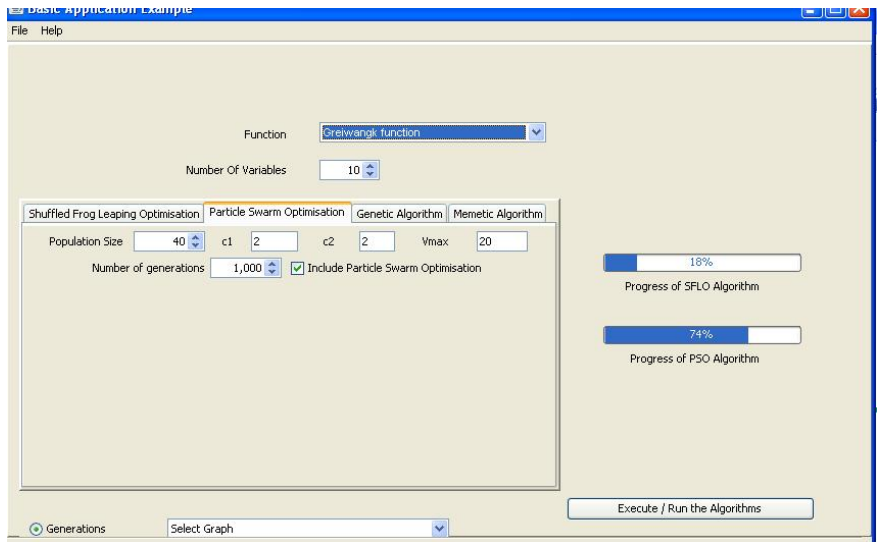 Basic Application Example
File Help
Function Greiwangk function
Number Of Variables 10
Shuffled Frog Leaping Optimisation Particle Swarm Optimisation Genetic Algorithm Memetic Algorithm
Population Size 40 c1 2 c2 2 Vmax 20
Number of generations 1,000 Include Particle Swarm Optimisation
18%
Progress of SFLO Algorithm
74%
Progress of PSO Algorithm
Execute / Run the Algorithms
Generations Select Graph